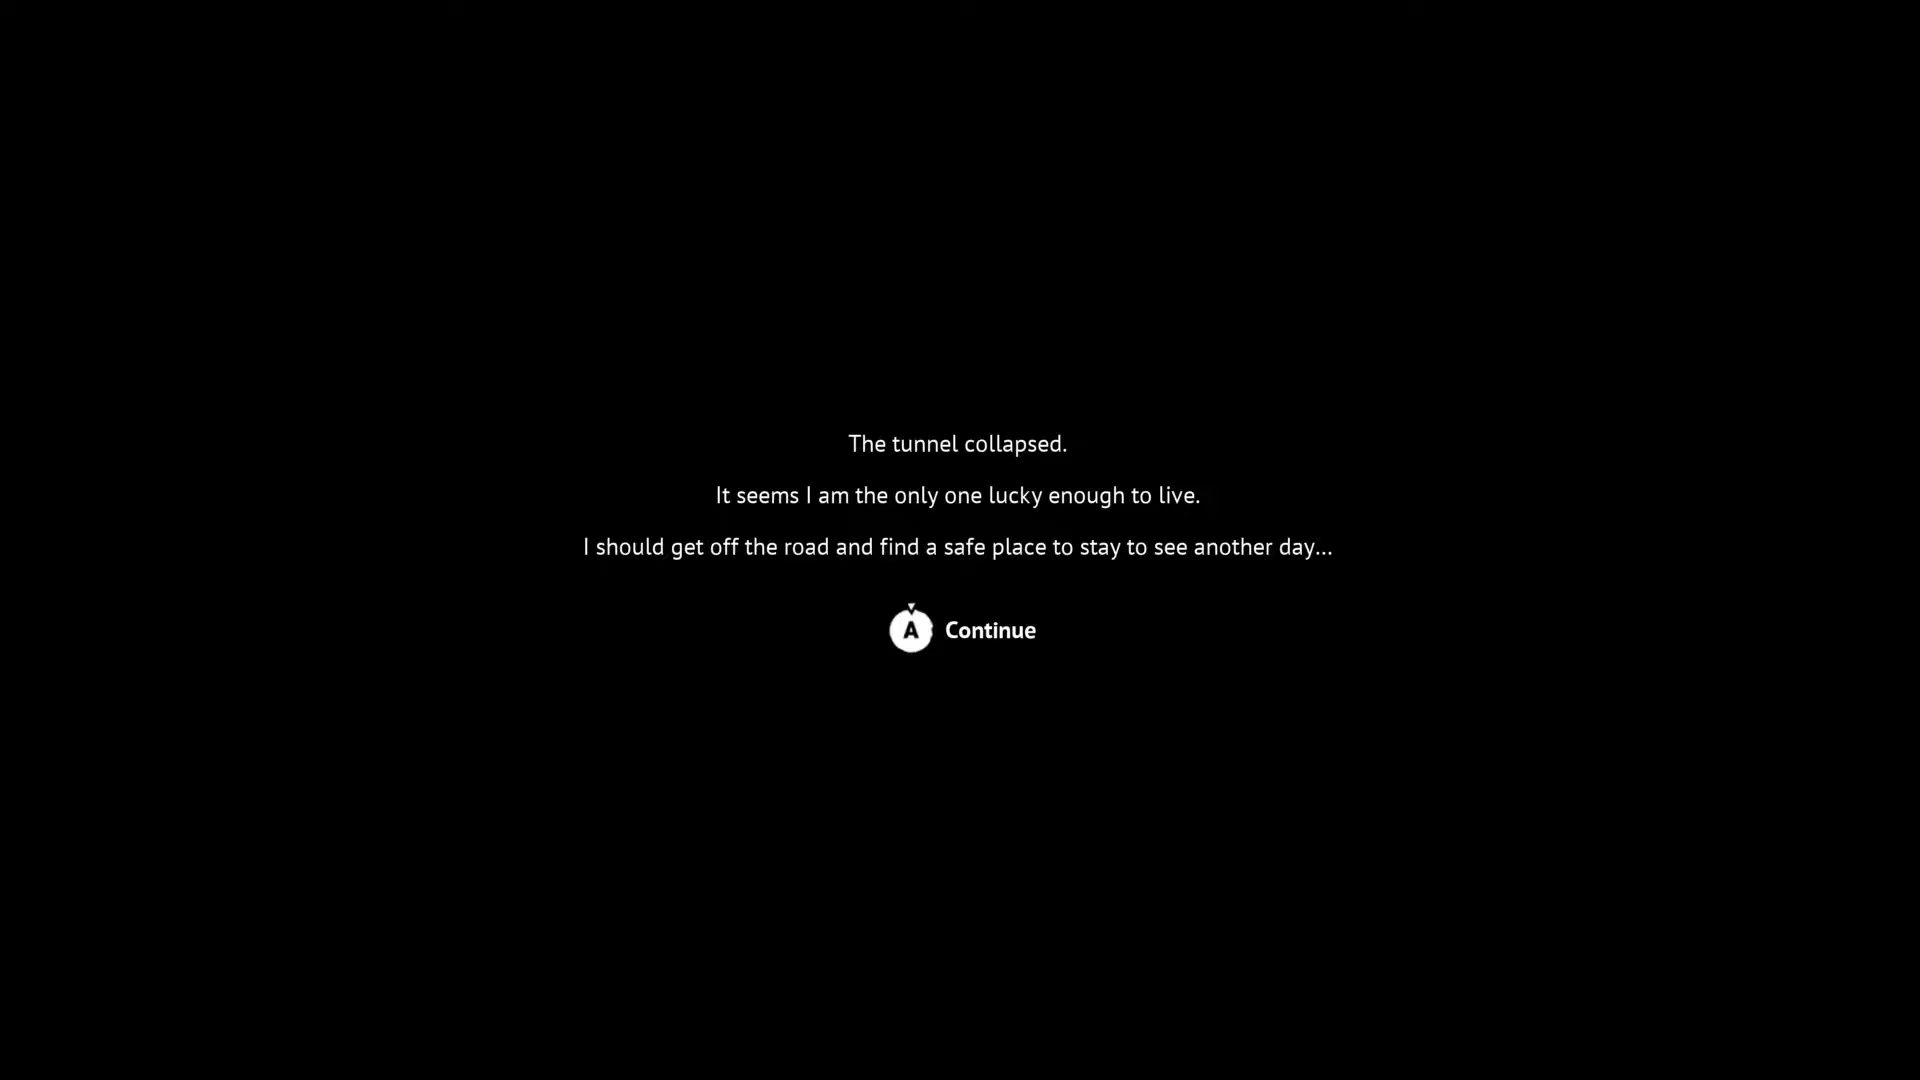 The tunnel collapsed.
It seems I am the only one lucky enough to live.
I should get off the road and find a safe place to stay to see another day...
A Continue